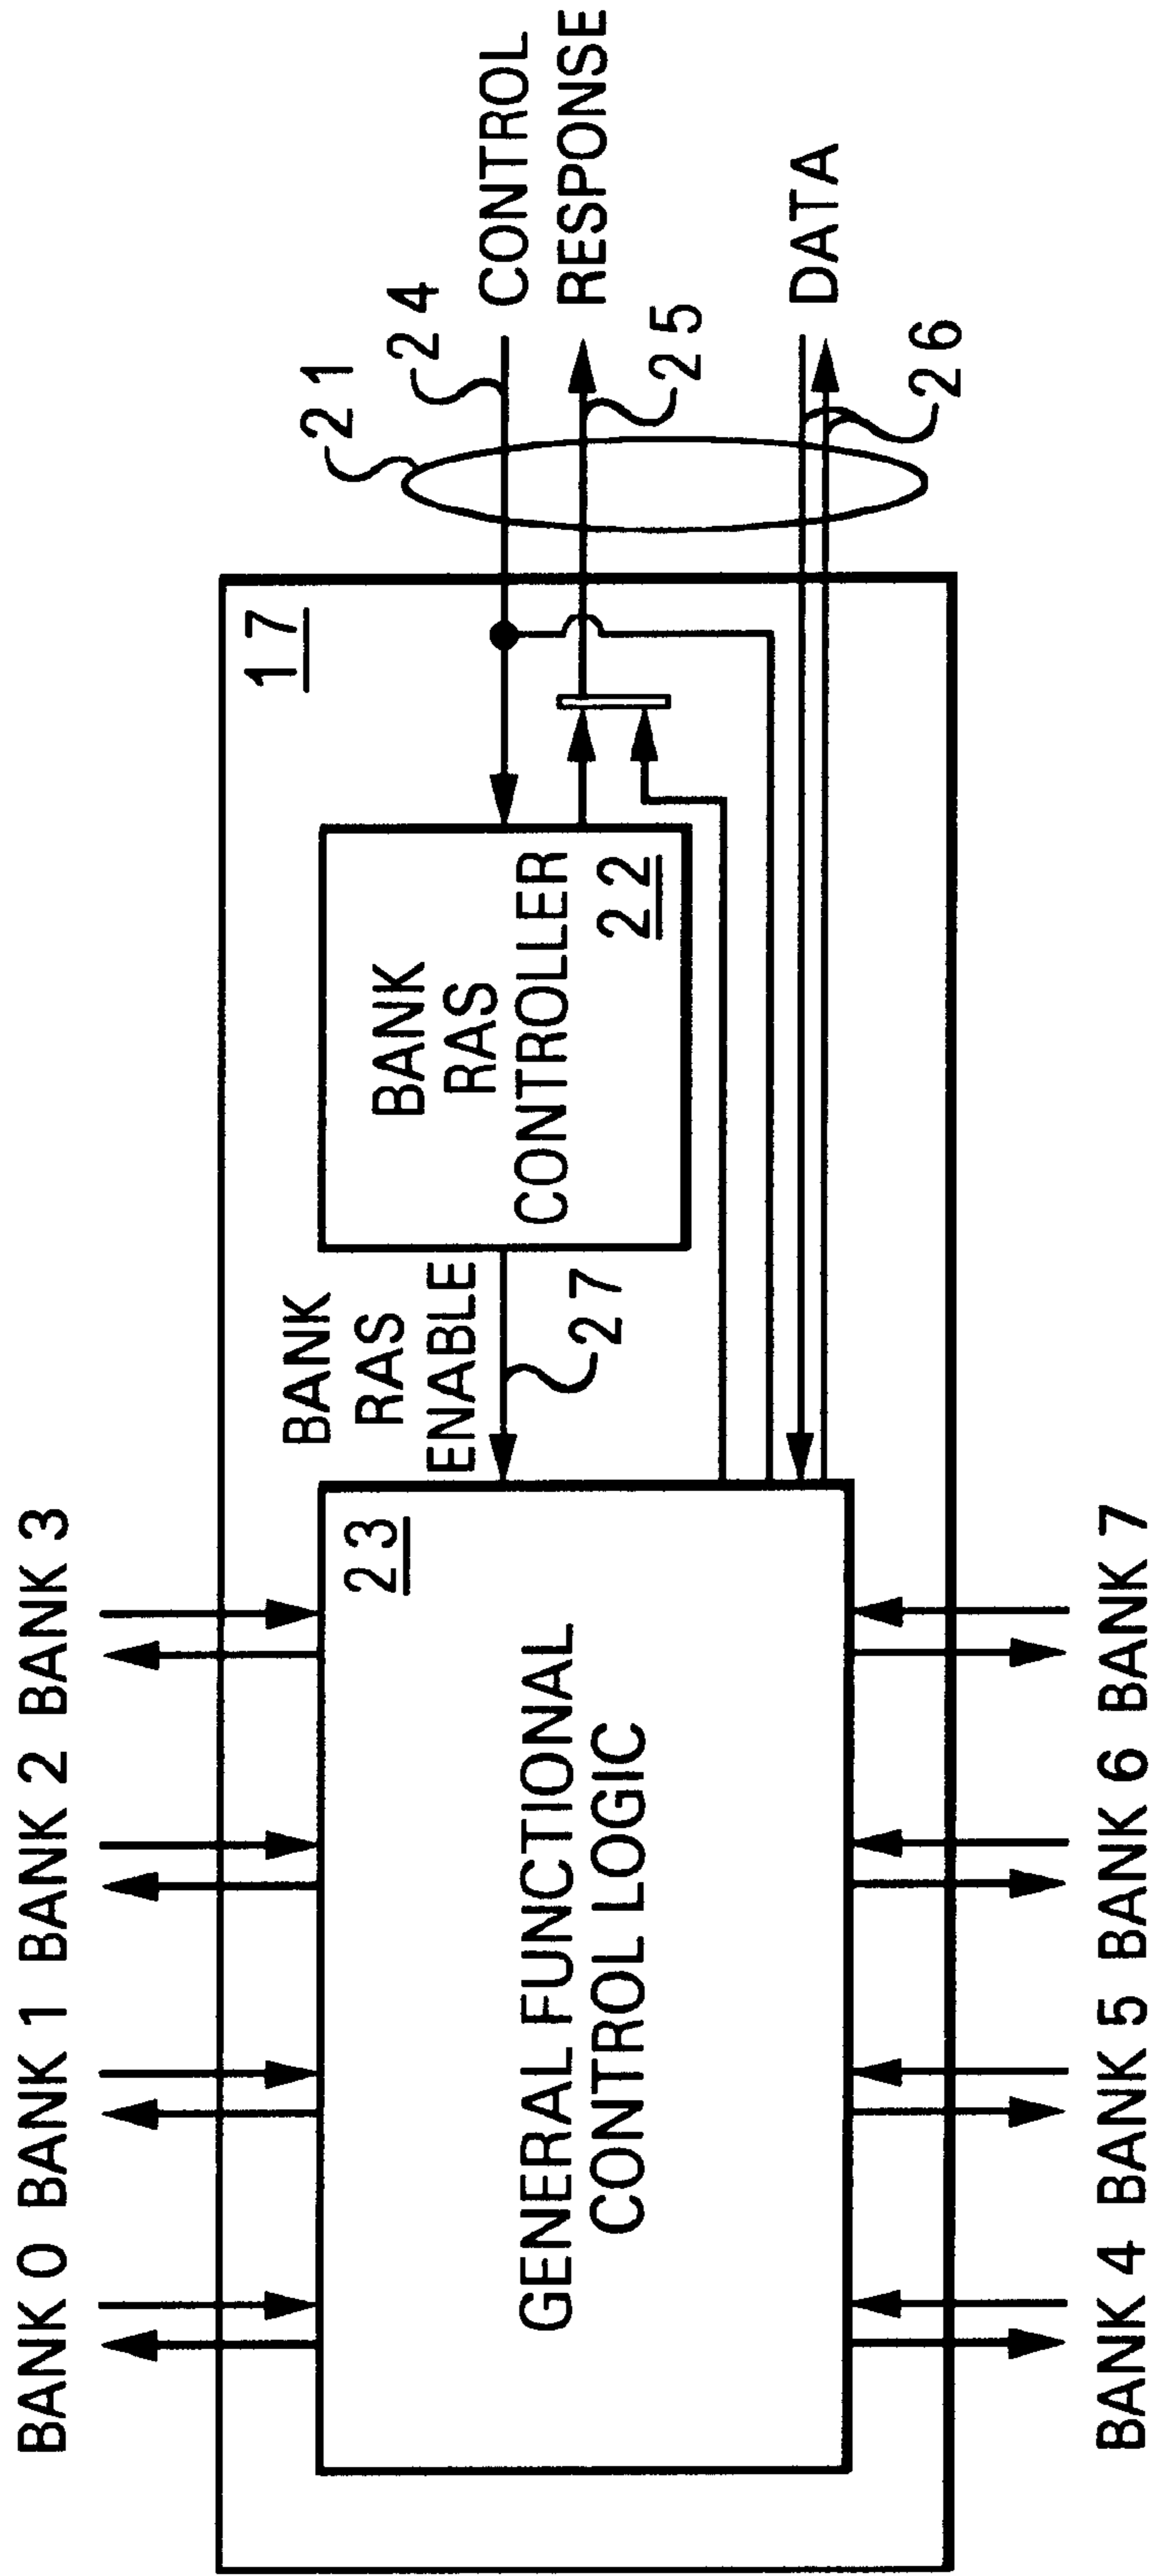 BANK 0 BANK 1 BANK 2 BANK 3
17
21
24
CONTROL
RESPONSE
25
DATA
26
BANK
RAS
CONTROLLER
22
BANK
RAS
ENABLE
27
23
GENERAL FUNCTIONAL
CONTROL LOGIC
BANK 4 BANK 5 BANK 6 BANK 7